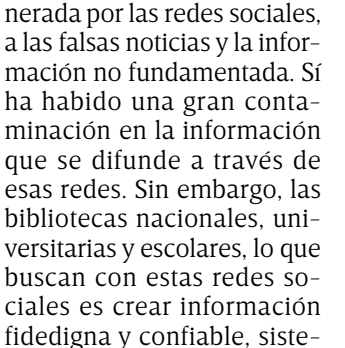 nerada por las redes sociales,
a las falsas noticias y la infor-
mación no fundamentada. Sí
ha habido una gran conta-
minación en la información
que se difunde a través de
esas redes. Sin embargo, las
bibliotecas nacionales, uni-
versitarias y escolares, lo que
buscan con estas redes so-
ciales es crear información
fidedigna y confiable, siste-